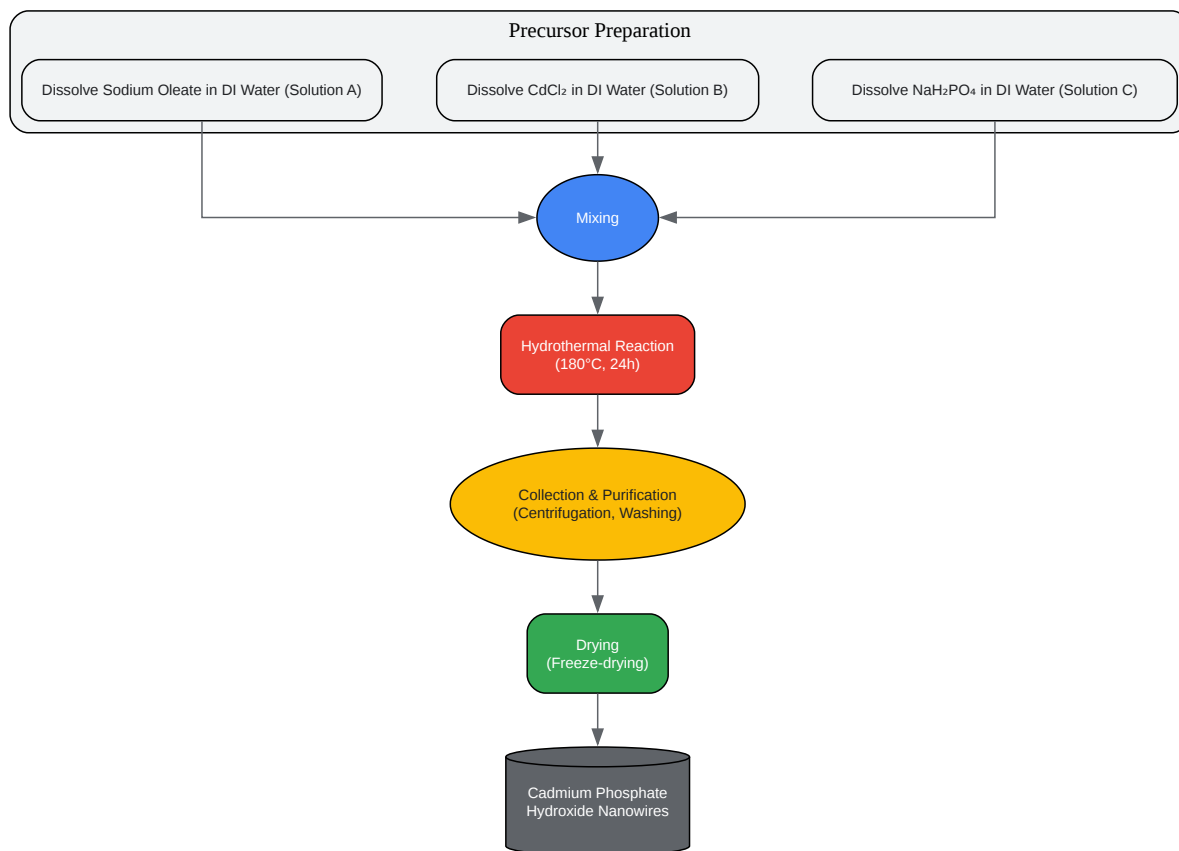 Precursor Preparation
Dissolve Sodium Oleate in DI Water (Solution A)
Dissolve CdCl₂ in DI Water (Solution B)
Dissolve NaH₂PO₄ in DI Water (Solution C)
Mixing
Hydrothermal Reaction
(180°C, 24h)
Collection & Purification
(Centrifugation, Washing)
Drying
(Freeze-drying)
Cadmium Phosphate
Hydroxide Nanowires